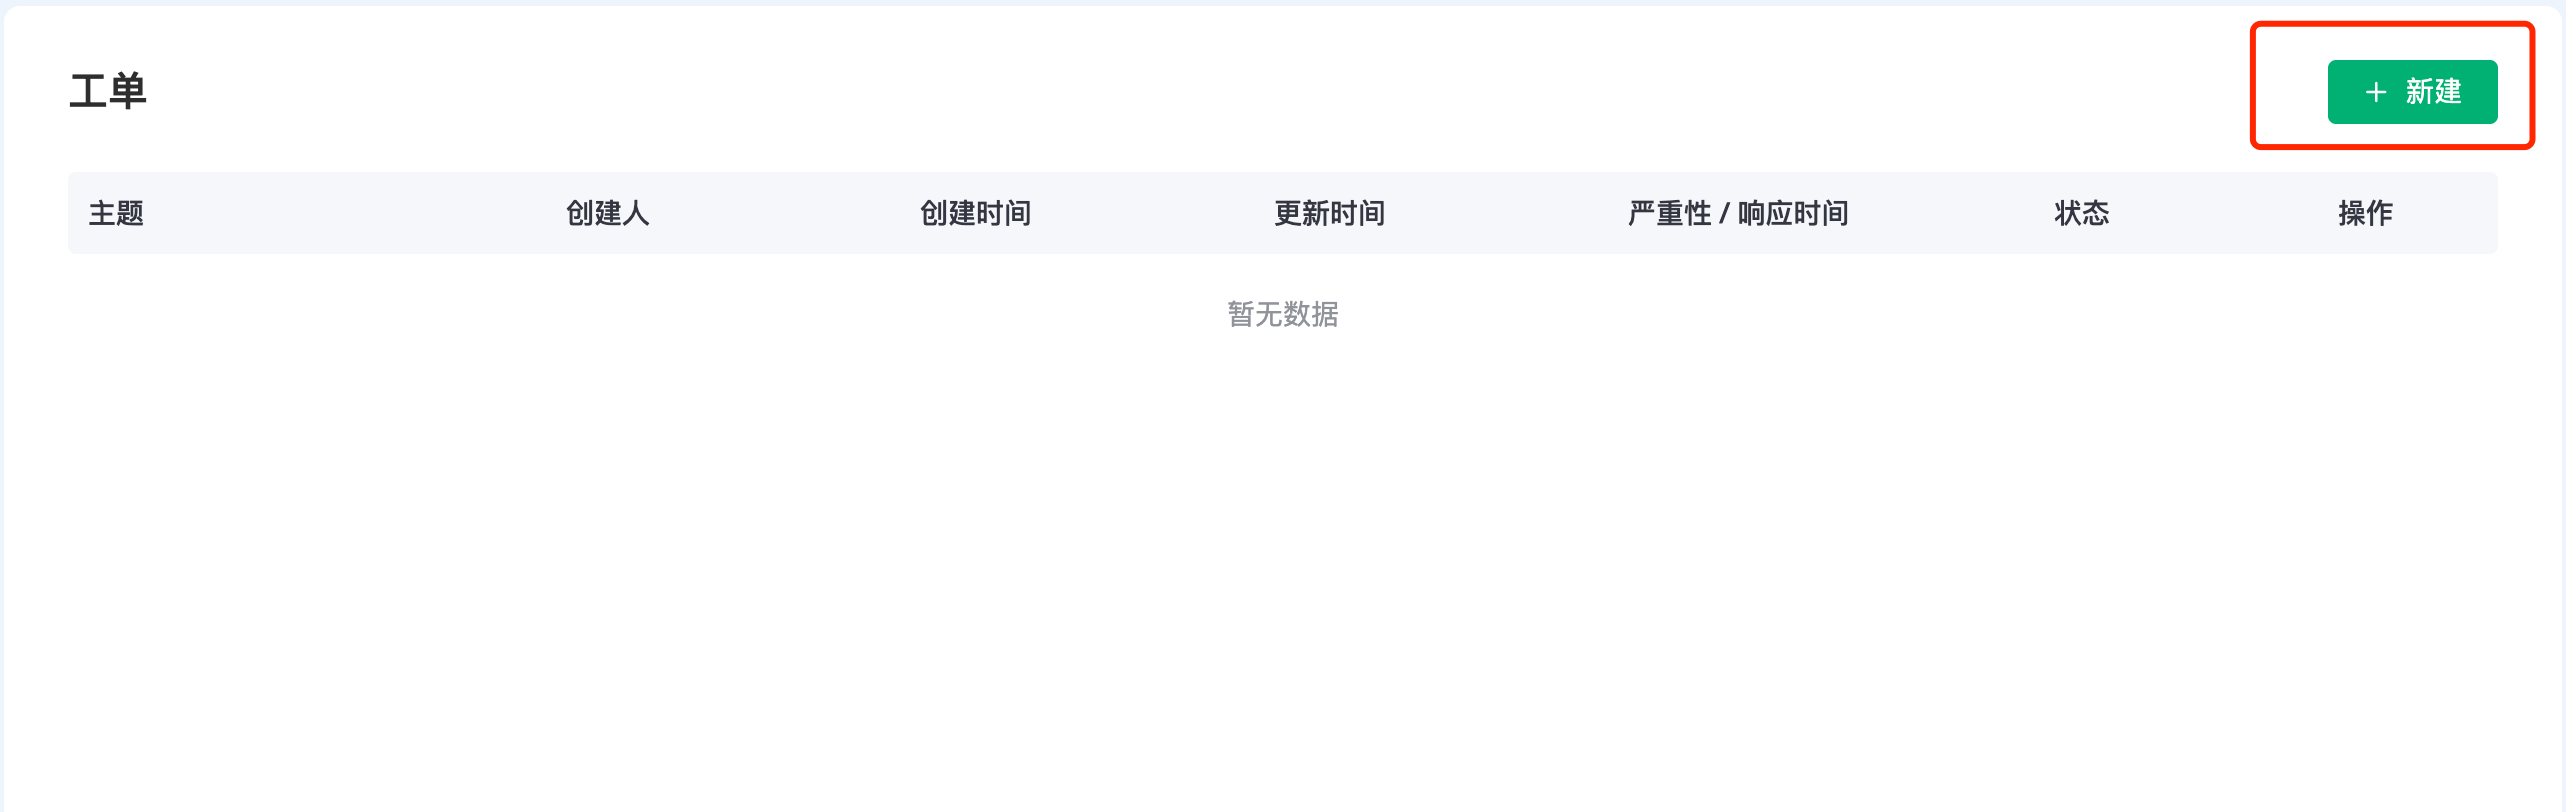 工单
+ 新建
主题 创建人 创建时间 更新时间 严重性 / 响应时间 状态 操作
暂无数据